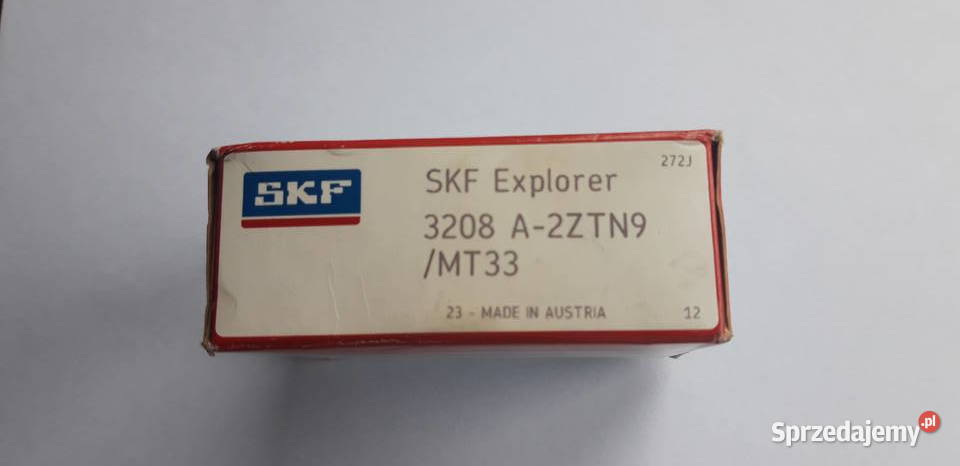 272J
SKF
SKF Explorer
3208 A-2ZTN9
/MT33
23 - MADE IN AUSTRIA
12
Sprzedajemy.pl